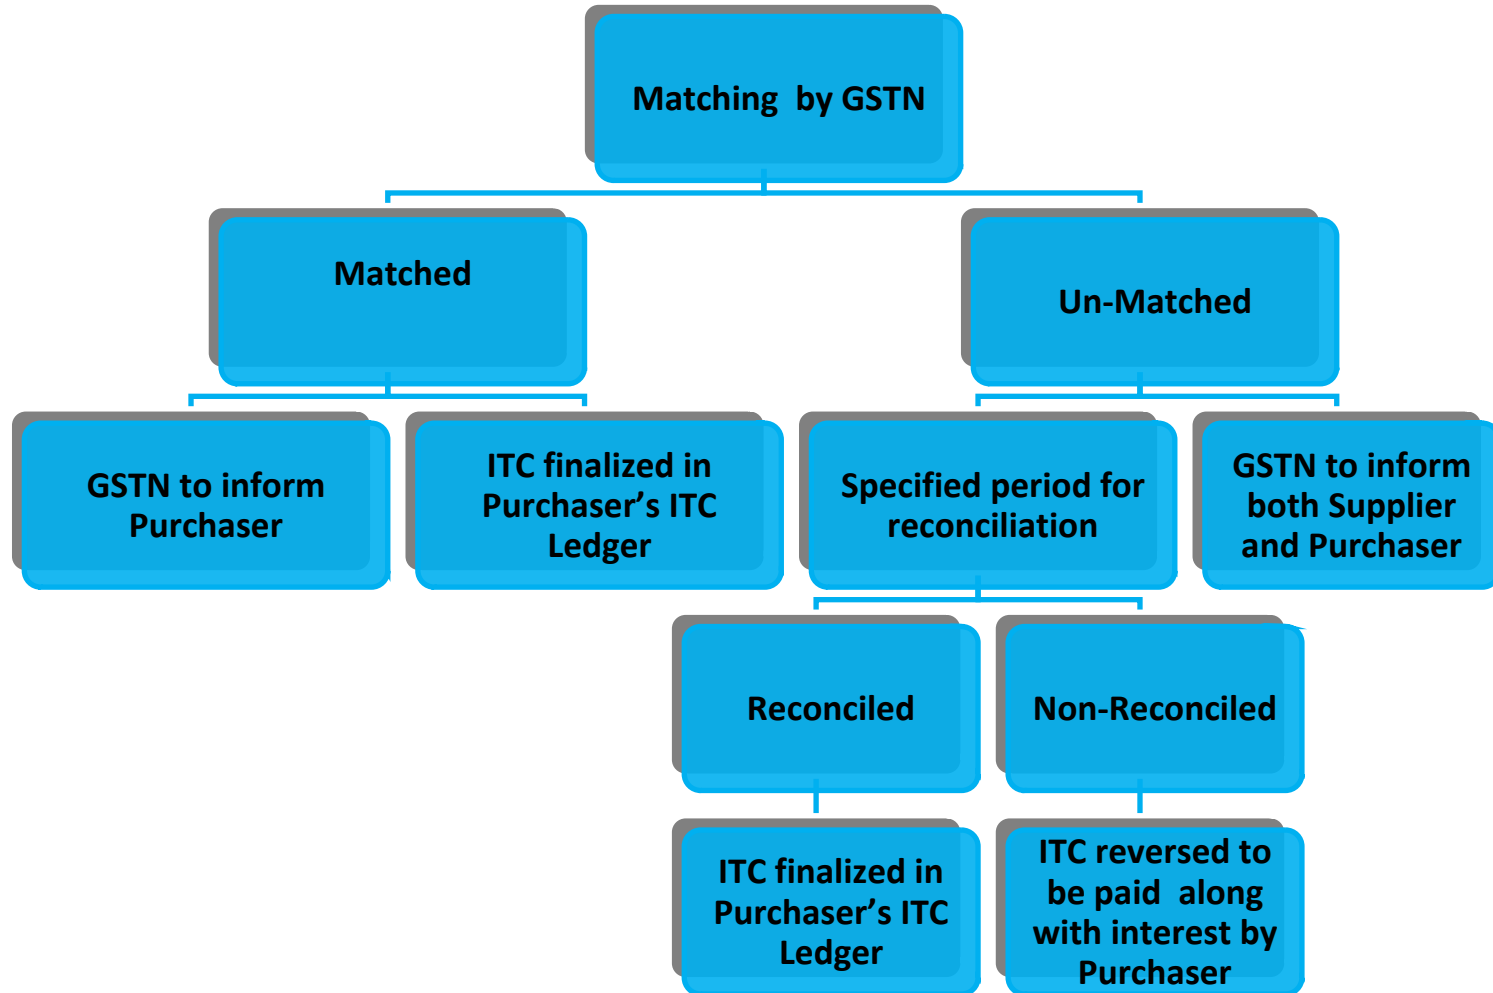 Matching  by GSTN
Matched
Un-Matched
GSTN to inform
Purchaser
ITC finalized in
Purchaser’s ITC
Ledger
Specified period for
reconciliation
GSTN to inform
both Supplier
and Purchaser
Reconciled
Non-Reconciled
ITC finalized in
Purchaser’s ITC
Ledger
ITC reversed to
be paid  along
with interest by
Purchaser